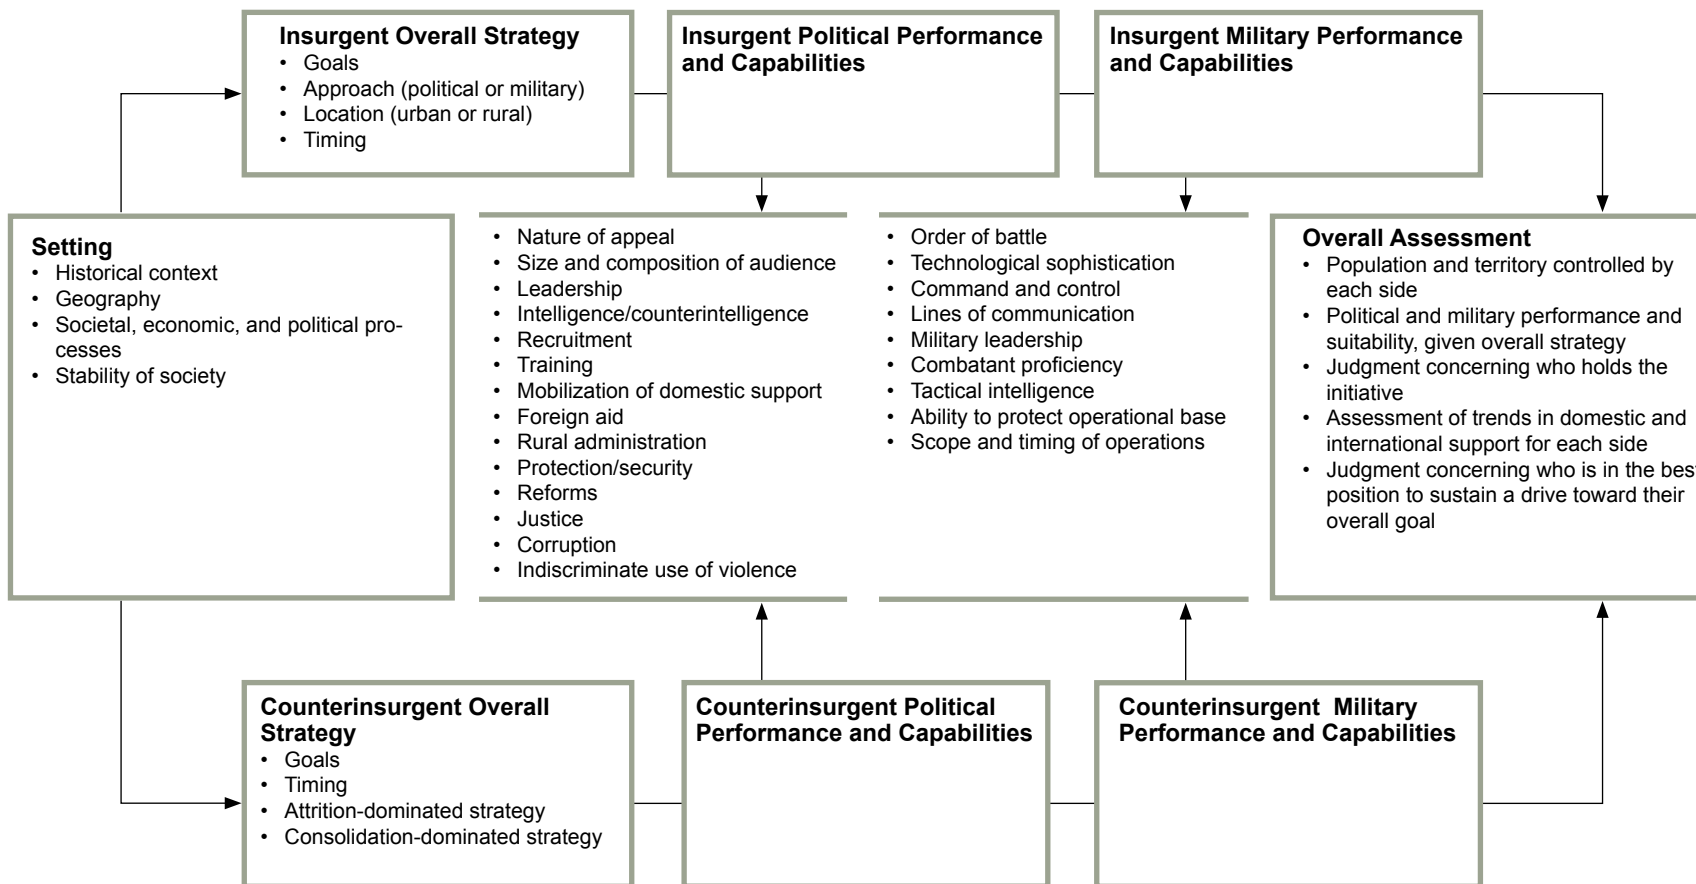 Insurgent Overall Strategy
• Goals
• Approach (political or military)
• Location (urban or rural)
• Timing
Insurgent Political Performance
and Capabilities
Insurgent Military Performance
and Capabilities
Setting
• Historical context
• Geography
• Societal, economic, and political pro-
cesses
• Stability of society
• Nature of appeal
• Size and composition of audience
• Leadership
• Intelligence/counterintelligence
• Recruitment
• Training
• Mobilization of domestic support
• Foreign aid
• Rural administration
• Protection/security
• Reforms
• Justice
• Corruption
• Indiscriminate use of violence
• Order of battle
• Technological sophistication
• Command and control
• Lines of communication
• Military leadership
• Combatant proficiency
• Tactical intelligence
• Ability to protect operational base
• Scope and timing of operations
Overall Assessment
• Population and territory controlled by
each side
• Political and military performance and
suitability, given overall strategy
• Judgment concerning who holds the
initiative
• Assessment of trends in domestic and
international support for each side
• Judgment concerning who is in the best
position to sustain a drive toward their
overall goal
Counterinsurgent Overall
Strategy
• Goals
• Timing
• Attrition-dominated strategy
• Consolidation-dominated strategy
Counterinsurgent Political
Performance and Capabilities
Counterinsurgent Military
Performance and Capabilities